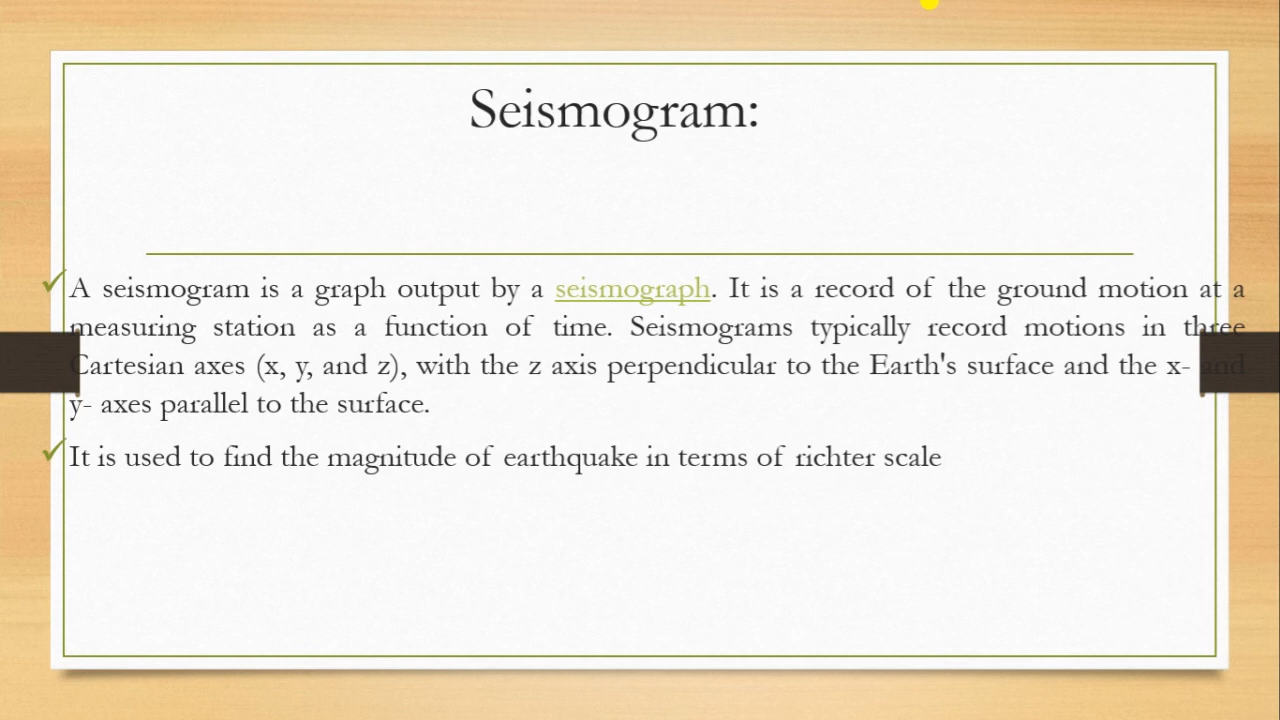 Seismogram:
A seismogram is a graph output by a seismograph. It is a record of the ground motion at a
measuring station as a function of time. Seismograms typically record motions in three
Cartesian axes (x, y, and z), with the z axis perpendicular to the Earth's surface and the x- and
y- axes parallel to the surface.
It is used to find the magnitude of earthquake in terms of richter scale